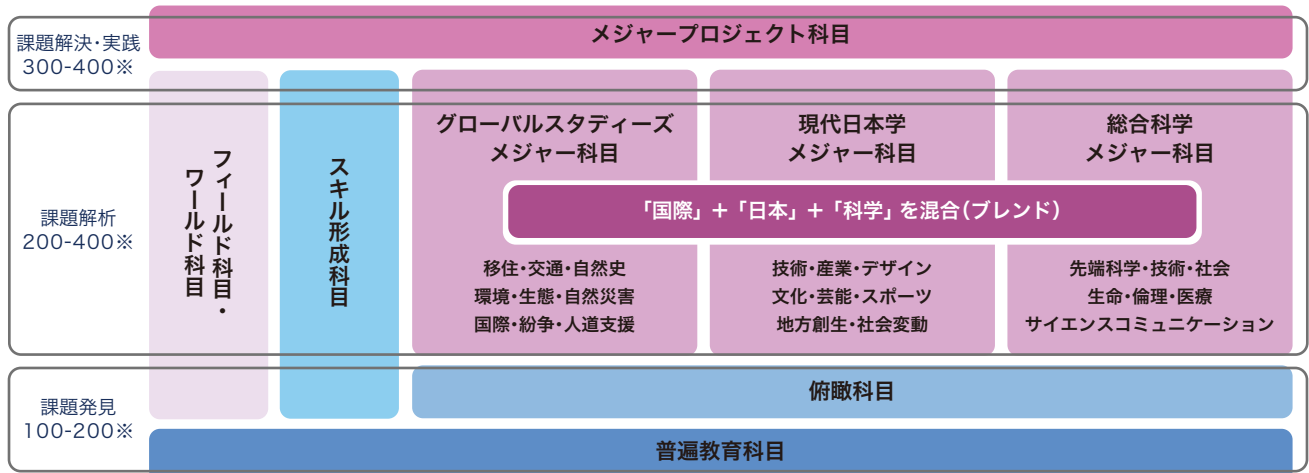 課題解決・実践
300-400※
メジャープロジェクト科目
課題解析
200-400※
フィールド科目・
ワールド科目
スキル形成科目
グローバルスタディーズ
メジャー科目
現代日本学
メジャー科目
総合科学
メジャー科目
「国際」＋「日本」＋「科学」を混合（ブレンド）
移住・交通・自然史
環境・生態・自然災害
国際・紛争・人道支援
技術・産業・デザイン
文化・芸能・スポーツ
地方創生・社会変動
先端科学・技術・社会
生命・倫理・医療
サイエンスコミュニケーション
課題発見
100-200※
俯瞰科目
普遍教育科目